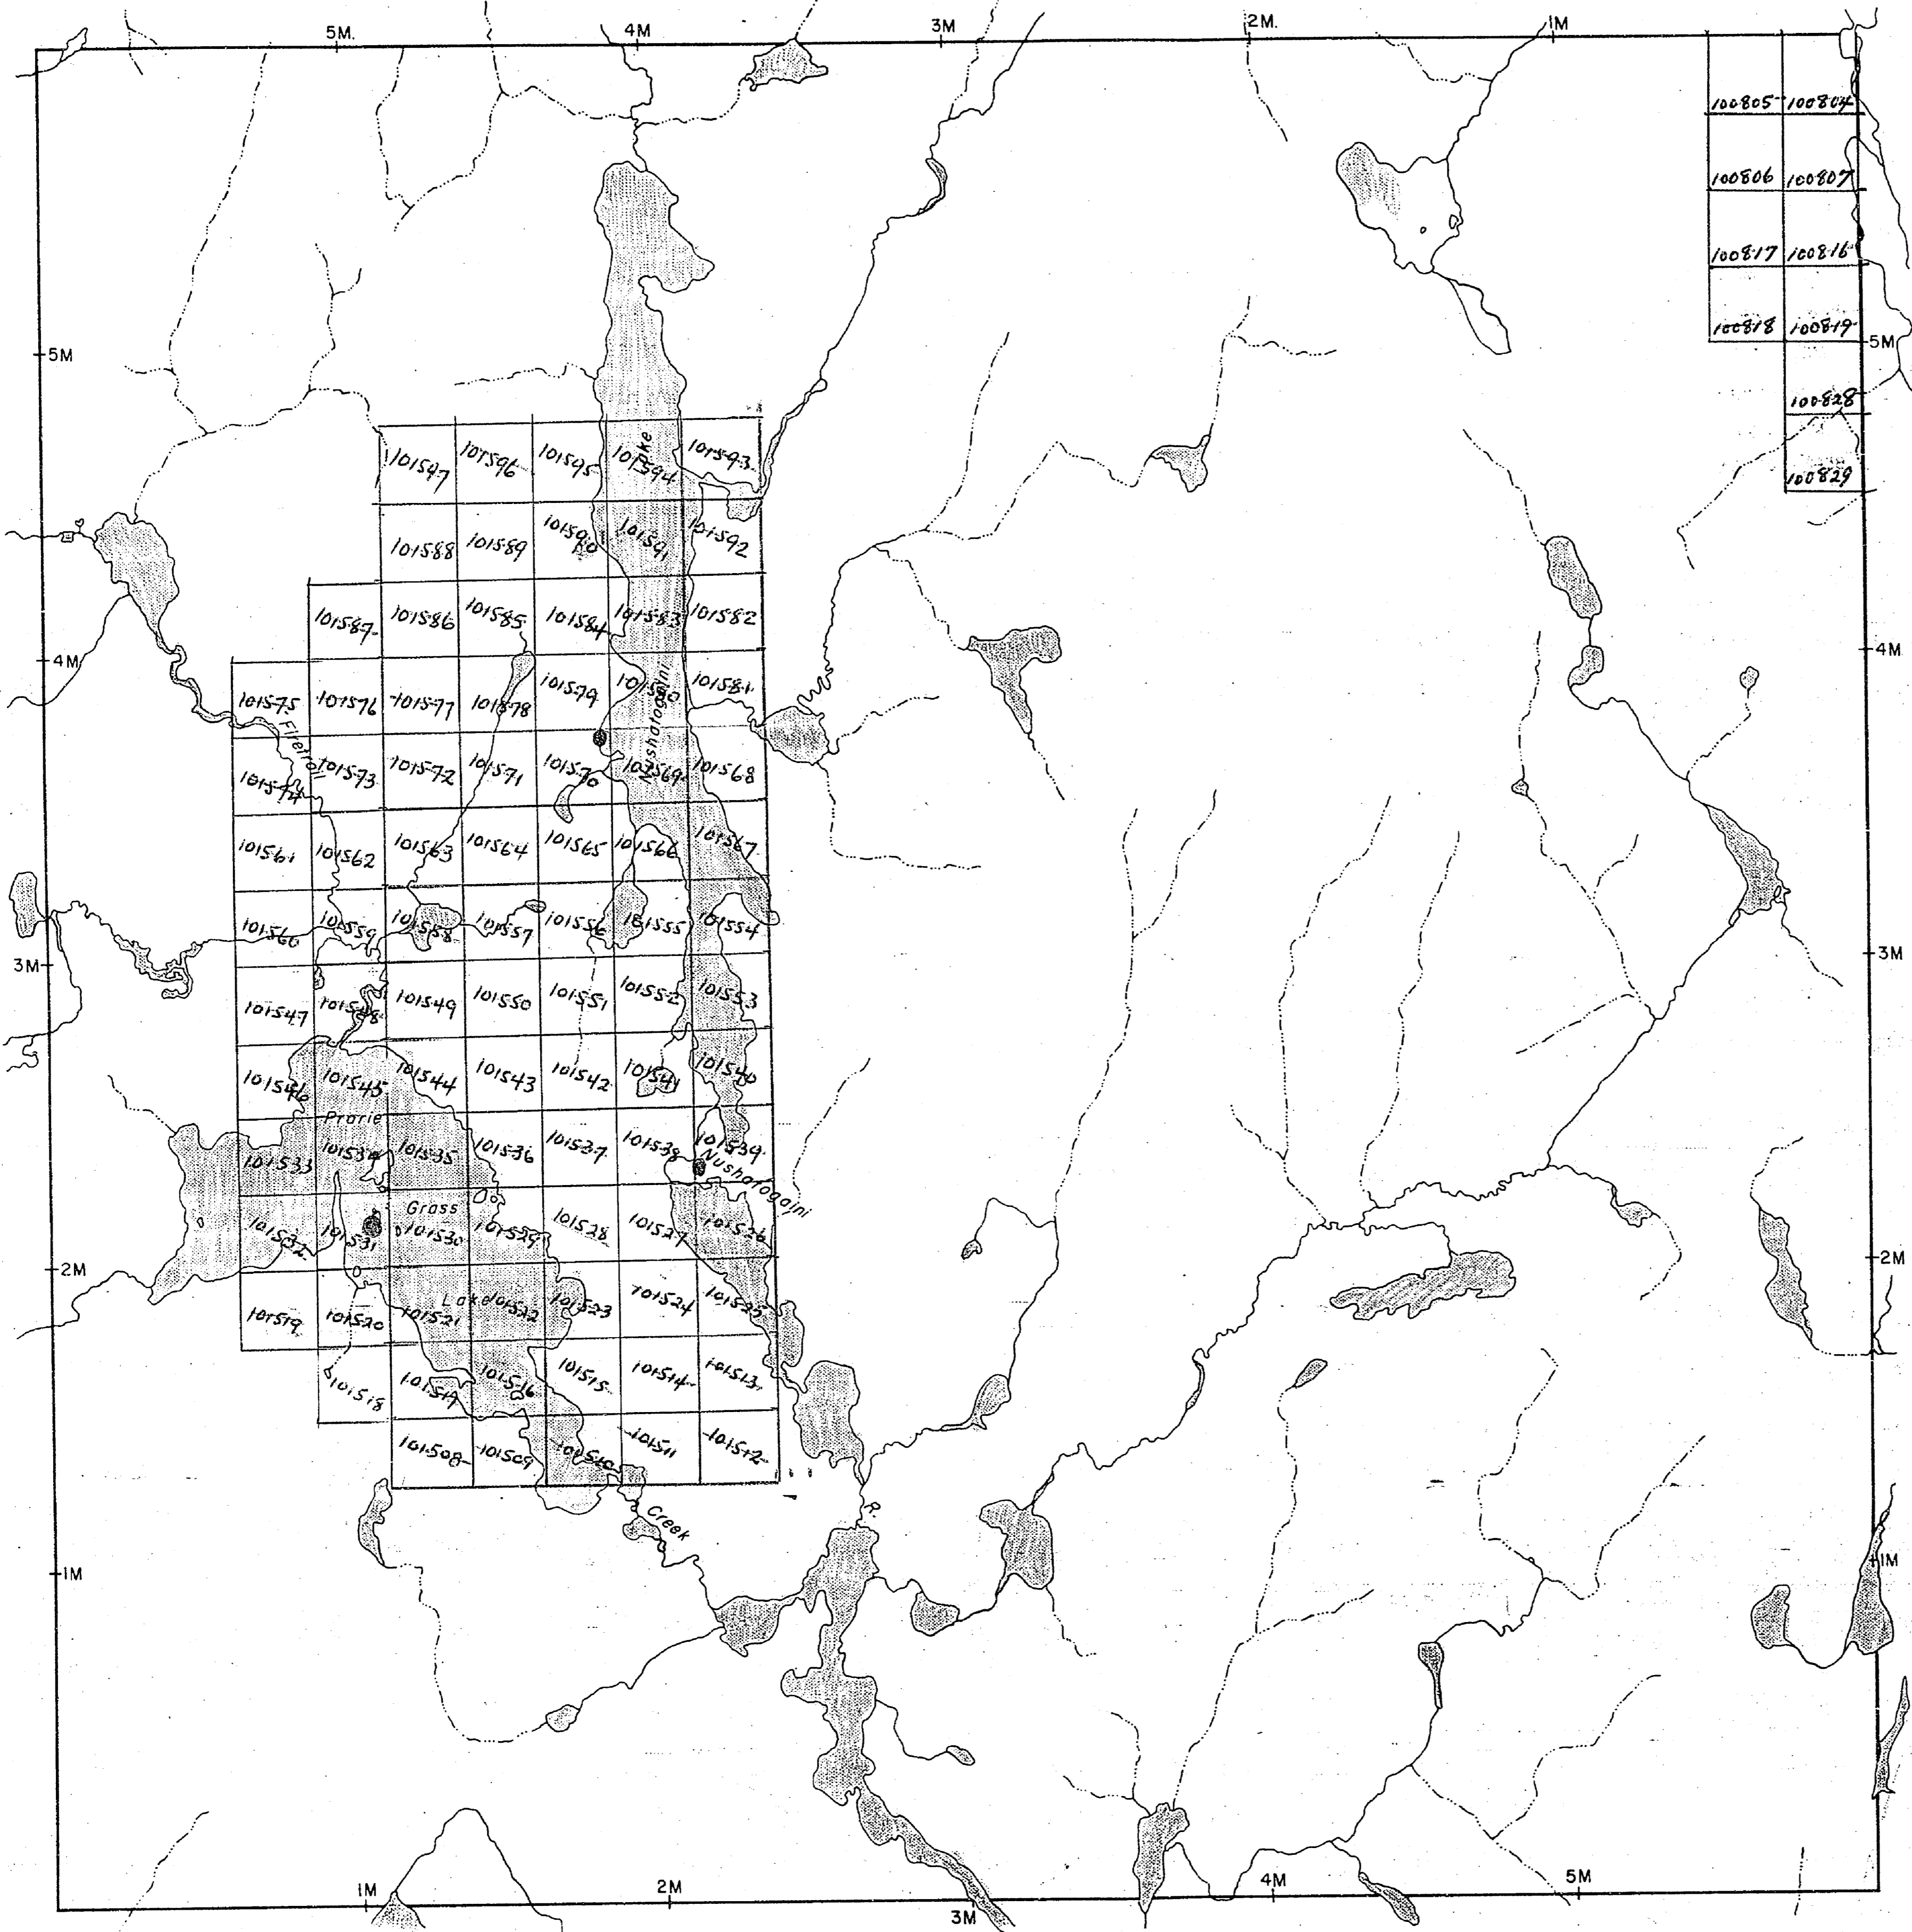 5M. 4M 3M 2M. 1M
100805 100804
100806 100807
100817 100816
100818 100819
5M 5M
100828
100829
101597 101596 101595 101594 101593
Lake
101588 101589 101590 101591 101592
101587 101586 101585 101584 101583 101582
4M 4M
101575 101576 101577 101578 101579 101580 101581
Firetrail
Nushatogaini
101574 101573 101572 101571 101570 101569 101568
101561 101562 101563 101564 101565 101566 101567
101560 101559 101558 101557 101556 101555 101554
3M 3M
101547 101548 101549 101550 101551 101552 101553
101546 101545 101544 101543 101542 101541 101540
Prarie
101533 101534 101535 101536 101537 101538 101539
Nushatogaini
Grass
101532 101531 101530 101529 101528 101527 101526
2M 2M
Lake
101519 101520 101521 101522 101523 101524 101525
101518 101517 101516 101515 101514 101513
101508 101509 101510 101511 101512
Creek R.
1M 1M
1M 2M 3M 4M 5M